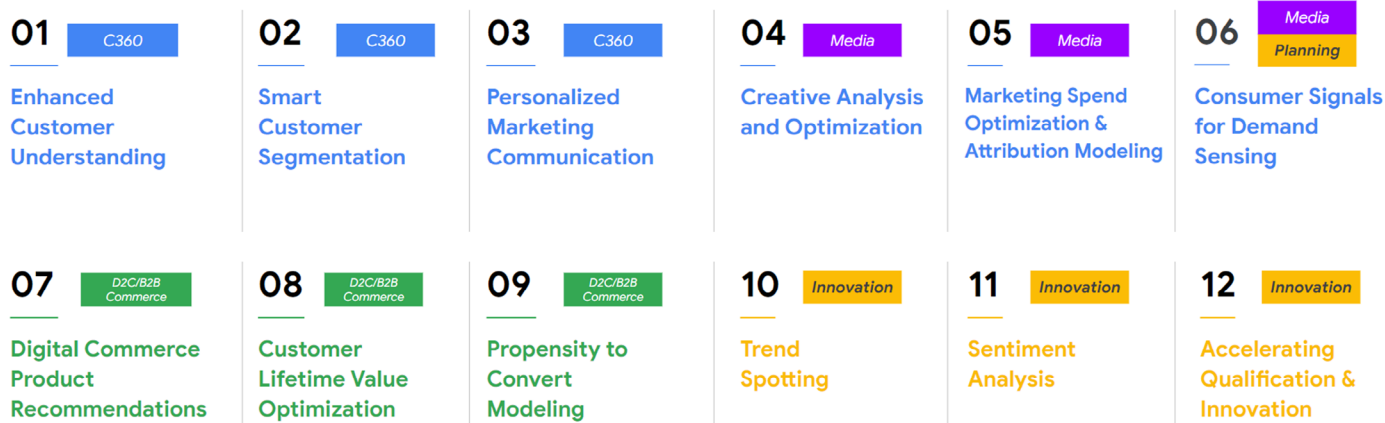 01
C360
Enhanced
Customer
Understanding
02
C360
Smart
Customer
Segmentation
03
C360
Personalized
Marketing
Communication
04
Media
Creative Analysis
and Optimization
05
Media
Marketing Spend
Optimization &
Attribution Modeling
06
Media
Planning
Consumer Signals
for Demand
Sensing
07
D2C/B2B
Commerce
Digital Commerce
Product
Recommendations
08
D2C/B2B
Commerce
Customer
Lifetime Value
Optimization
09
D2C/B2B
Commerce
Propensity to
Convert
Modeling
10
Innovation
Trend
Spotting
11
Innovation
Sentiment
Analysis
12
Innovation
Accelerating
Qualification &
Innovation